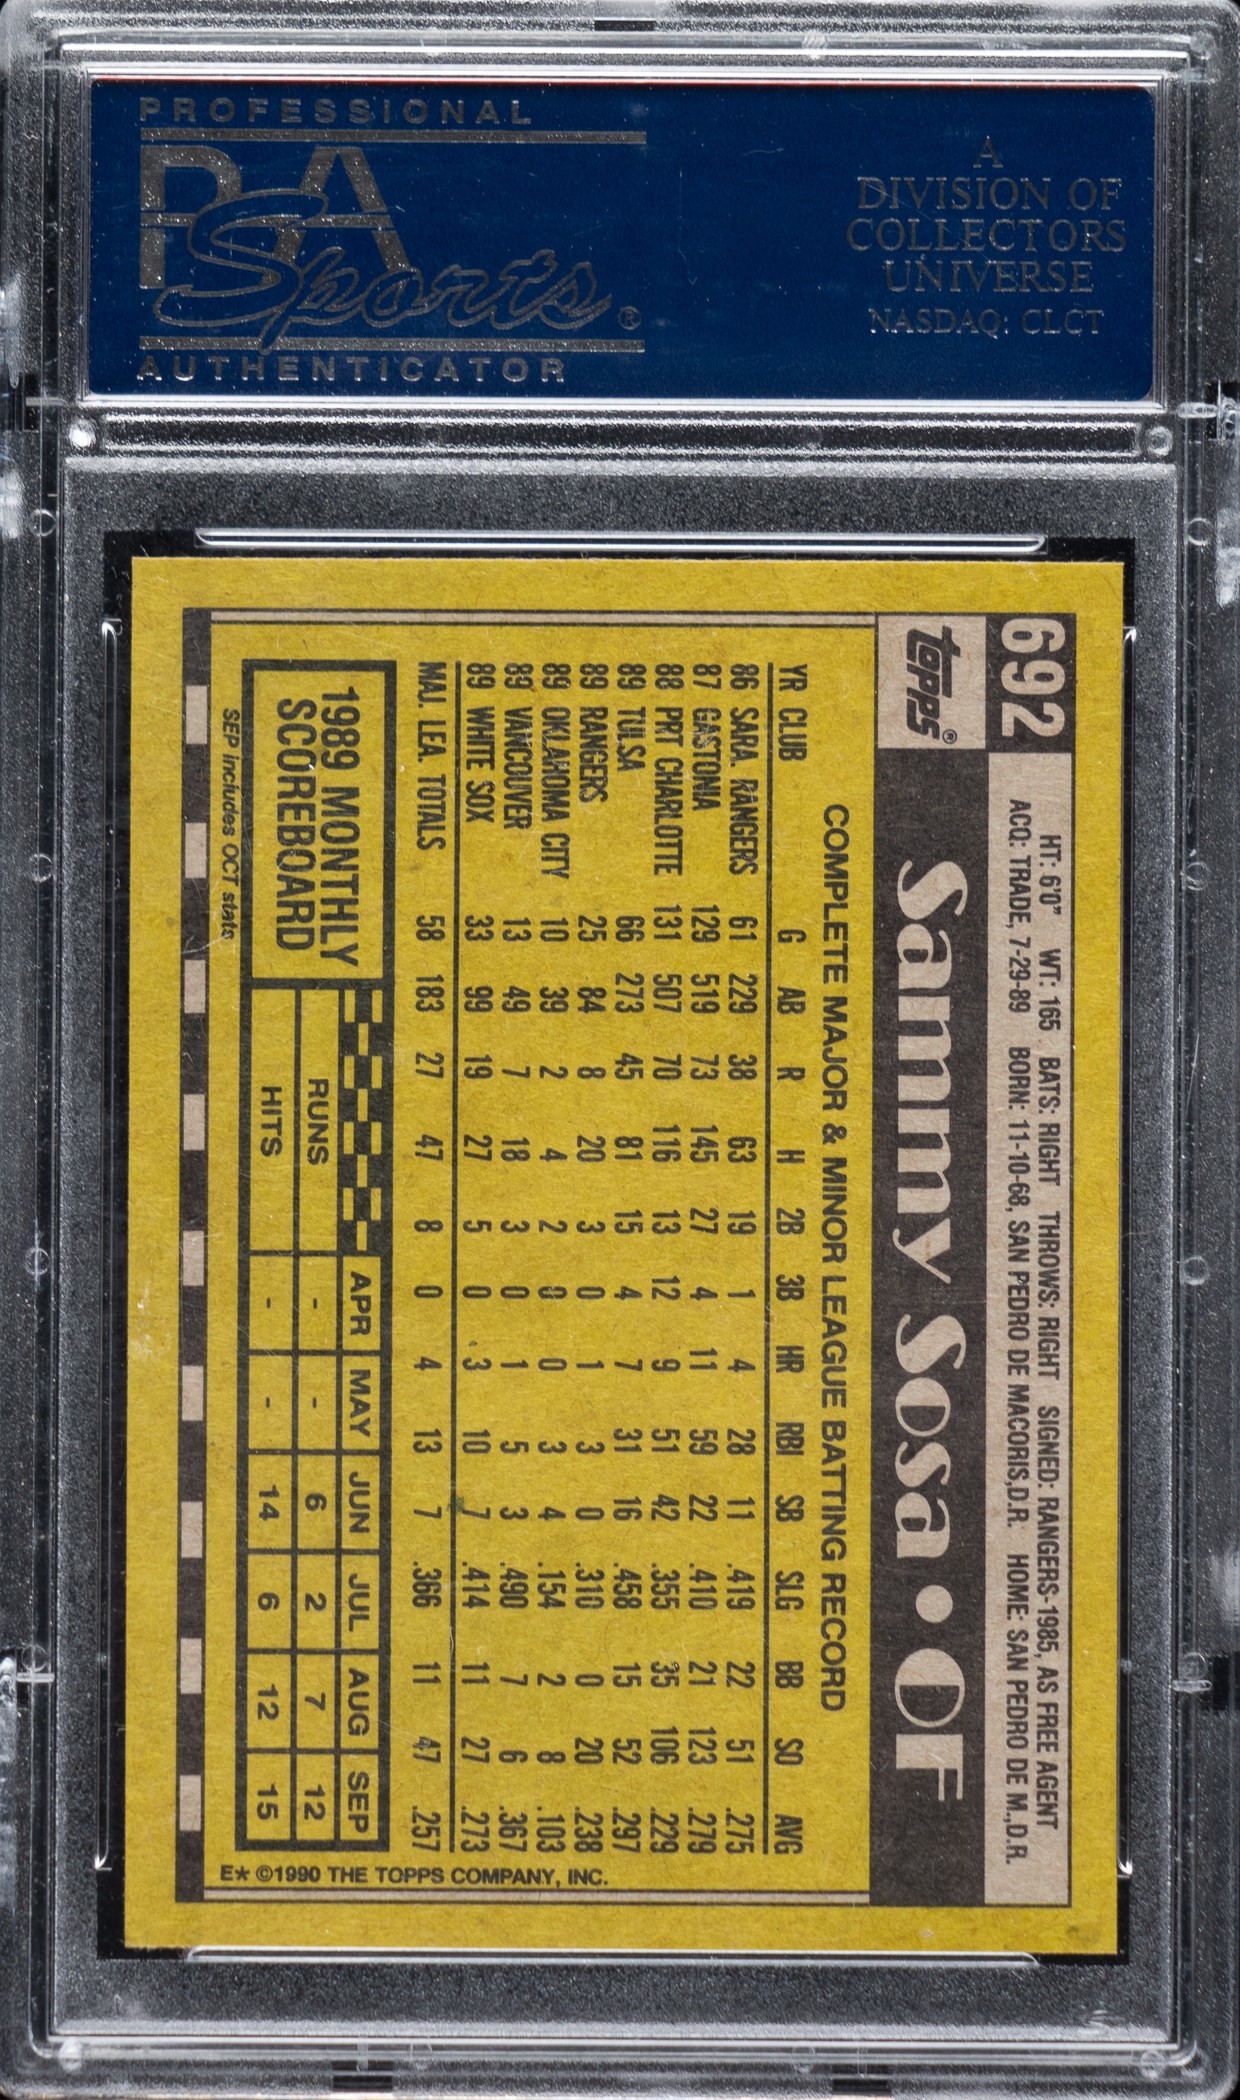 PROFESSIONAL
PSA
Sports®
AUTHENTICATOR
A
DIVISION OF
COLLECTORS
UNIVERSE
NASDAQ: CLCT
692
HT: 6'0" WT: 165 BATS: RIGHT THROWS: RIGHT SIGNED: RANGERS-1985, AS FREE AGENT
ACQ: TRADE, 7-29-89 BORN: 11-10-68, SAN PEDRO DE MACORIS,D.R. HOME: SAN PEDRO DE M.,D.R.
topps®
Sammy Sosa • OF
COMPLETE MAJOR & MINOR LEAGUE BATTING RECORD
YR CLUB G AB R H 2B 3B HR RBI SB SLG BB SO AVG
86 SARA. RANGERS 61 229 38 63 19 1 4 28 11 .419 22 51 .275
87 GASTONIA 129 519 73 145 27 4 11 59 22 .410 21 123 .279
88 PRT CHARLOTTE 131 507 70 116 13 12 9 51 42 .355 35 106 .229
89 TULSA 66 273 45 81 15 4 7 31 16 .458 15 52 .297
89 RANGERS 25 84 8 20 3 0 1 3 0 .310 0 20 .238
89 OKLAHOMA CITY 10 39 2 4 2 0 0 3 4 .154 2 8 .103
89 VANCOUVER 13 49 7 18 3 0 1 5 3 .490 7 6 .367
89 WHITE SOX 33 99 19 27 5 0 3 10 7 .414 11 27 .273
MAJ. LEA. TOTALS 58 183 27 47 8 0 4 13 7 .366 11 47 .257
1989 MONTHLY
SCOREBOARD
APR MAY JUN JUL AUG SEP
RUNS - - 6 2 7 12
HITS - - 14 6 12 15
SEP includes OCT stats
E* ©1990 THE TOPPS COMPANY, INC.